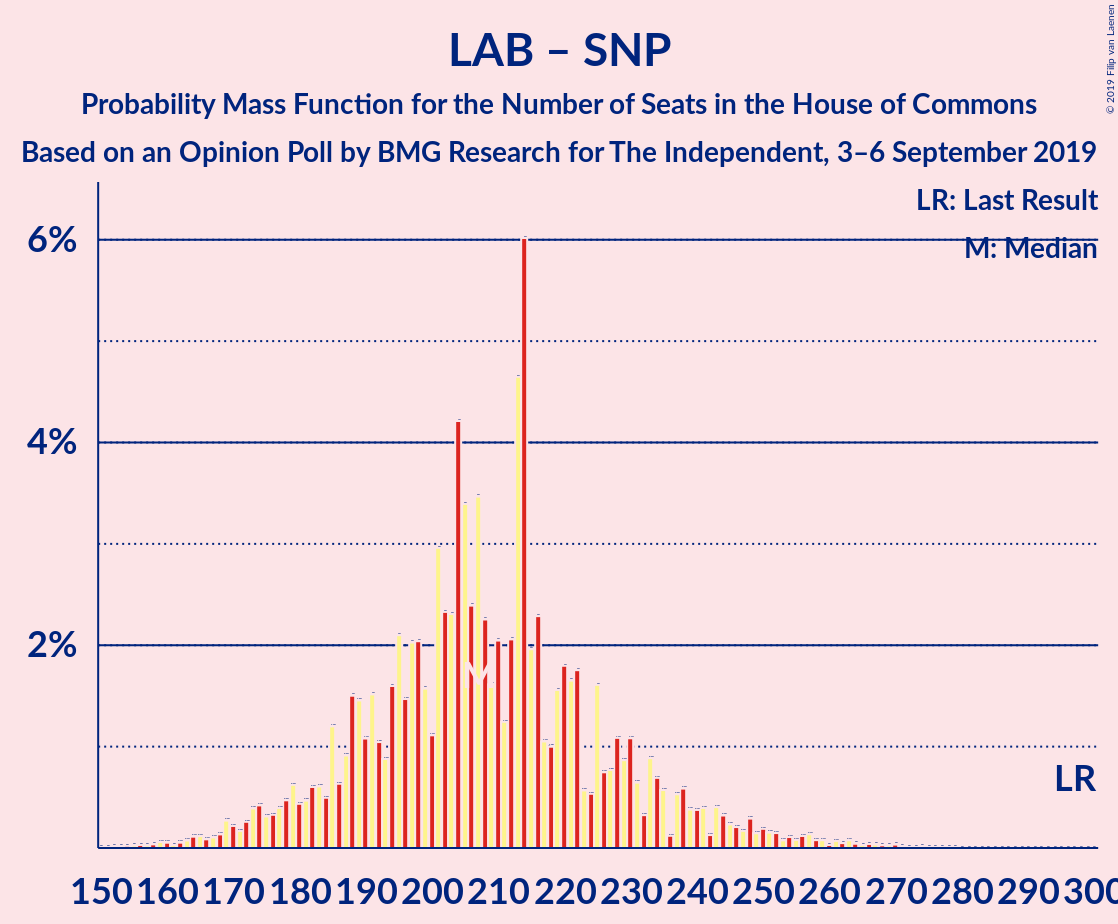 LAB – SNP
Probability Mass Function for the Number of Seats in the House of Commons
Based on an Opinion Poll by BMG Research for The Independent, 3–6 September 2019
© 2019 Filip van Laenen
LR: Last Result
M: Median
6%
4%
2%
M
LR
150 160 170 180 190 200 210 220 230 240 250 260 270 280 290 300